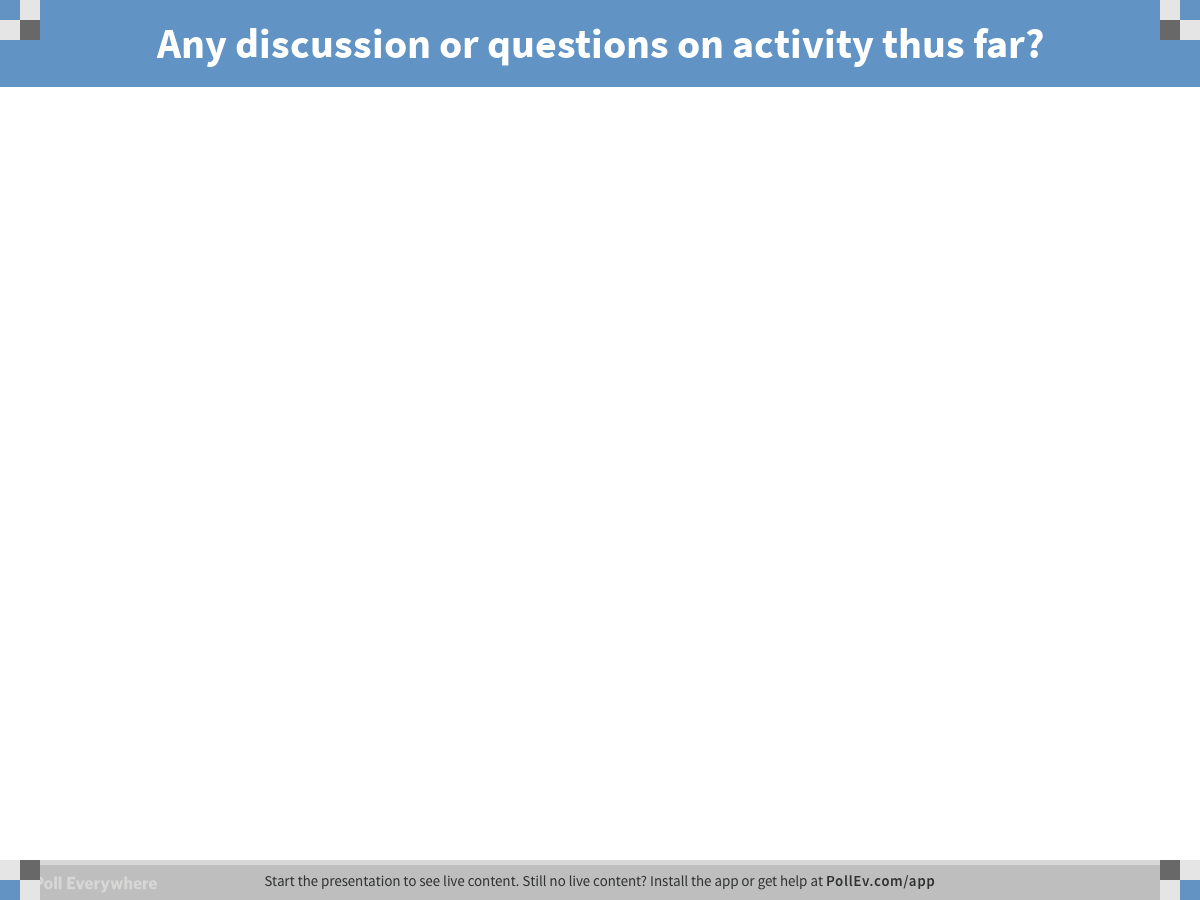 Any discussion or questions on activity thus far?
Poll Everywhere
Start the presentation to see live content. Still no live content? Install the app or get help at PollEv.com/app